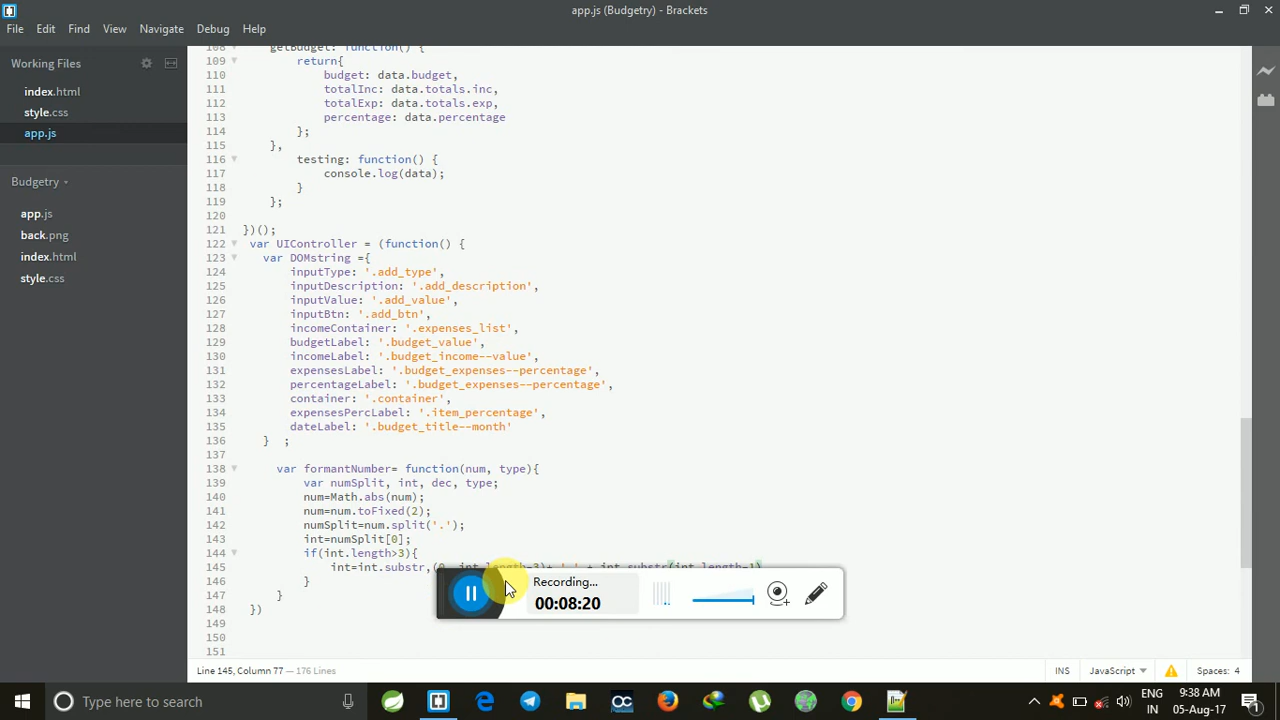 app.js (Budgetry) - Brackets
File Edit Find View Navigate Debug Help
Working Files
index.html
style.css
app.js
Budgetry
app.js
back.png
index.html
style.css
108 getBudget: function() {
109 return{
110 budget: data.budget,
111 totalInc: data.totals.inc,
112 totalExp: data.totals.exp,
113 percentage: data.percentage
114 };
115 },
116 testing: function() {
117 console.log(data);
118 }
119 };
120
121 })();
122 var UIController = (function() {
123 var DOMstring ={
124 inputType: '.add_type',
125 inputDescription: '.add_description',
126 inputValue: '.add_value',
127 inputBtn: '.add_btn',
128 incomeContainer: '.expenses_list',
129 budgetLabel: '.budget_value',
130 incomeLabel: '.budget_income--value',
131 expensesLabel: '.budget_expenses--percentage',
132 percentageLabel: '.budget_expenses--percentage',
133 container: '.container',
134 expensesPercLabel: '.item_percentage',
135 dateLabel: '.budget_title--month'
136 } ;
137
138 var formantNumber= function(num, type){
139 var numSplit, int, dec, type;
140 num=Math.abs(num);
141 num=num.toFixed(2);
142 numSplit=num.split('.');
143 int=numSplit[0];
144 if(int.length>3){
145 int=int.substr,(0, int.length-3)+ ',' + int.substr(int.length-1)
146 }
147 }
148 })
149
150
151
Recording...
00:08:20
Line 145, Column 77 — 176 Lines
INS JavaScript Spaces: 4
Type here to search
ENG
IN
9:38 AM
05-Aug-17